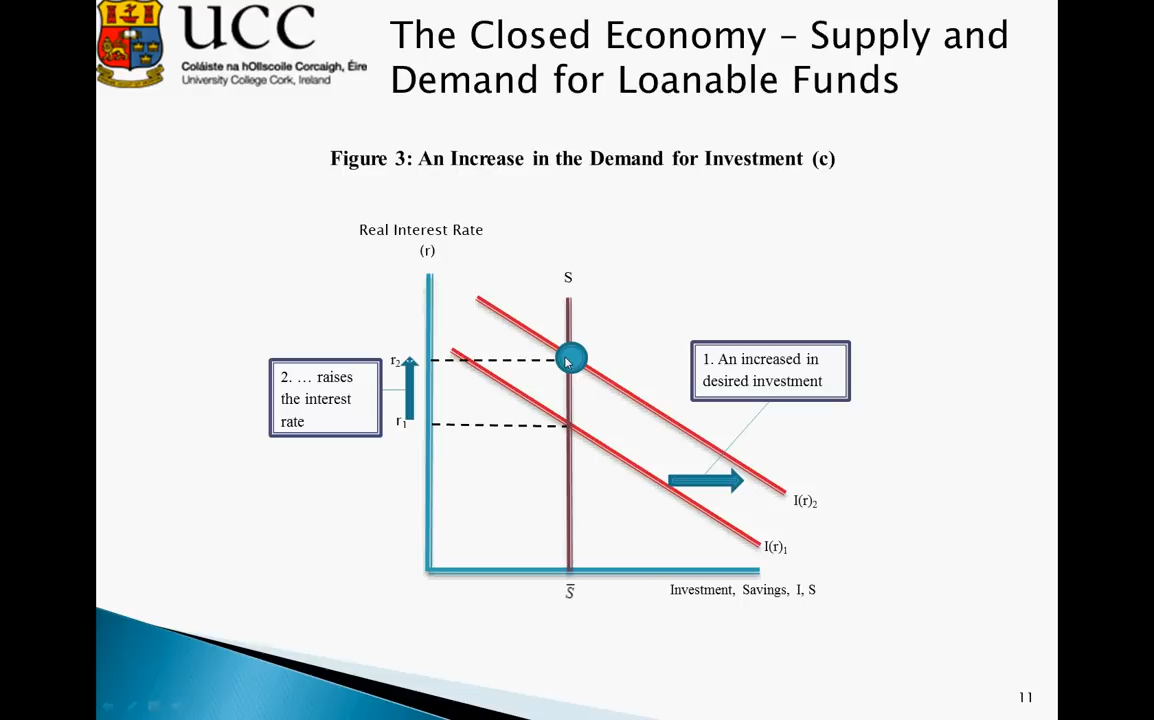 UCC
Coláiste na hOllscoile Corcaigh, Éire
University College Cork, Ireland
The Closed Economy – Supply and
Demand for Loanable Funds
Figure 3: An Increase in the Demand for Investment (c)
Real Interest Rate
(r)
S
r₂
r₁
2. … raises
the interest
rate
1. An increased in
desired investment
I(r)₂
I(r)₁
S̅
Investment, Savings, I, S
11